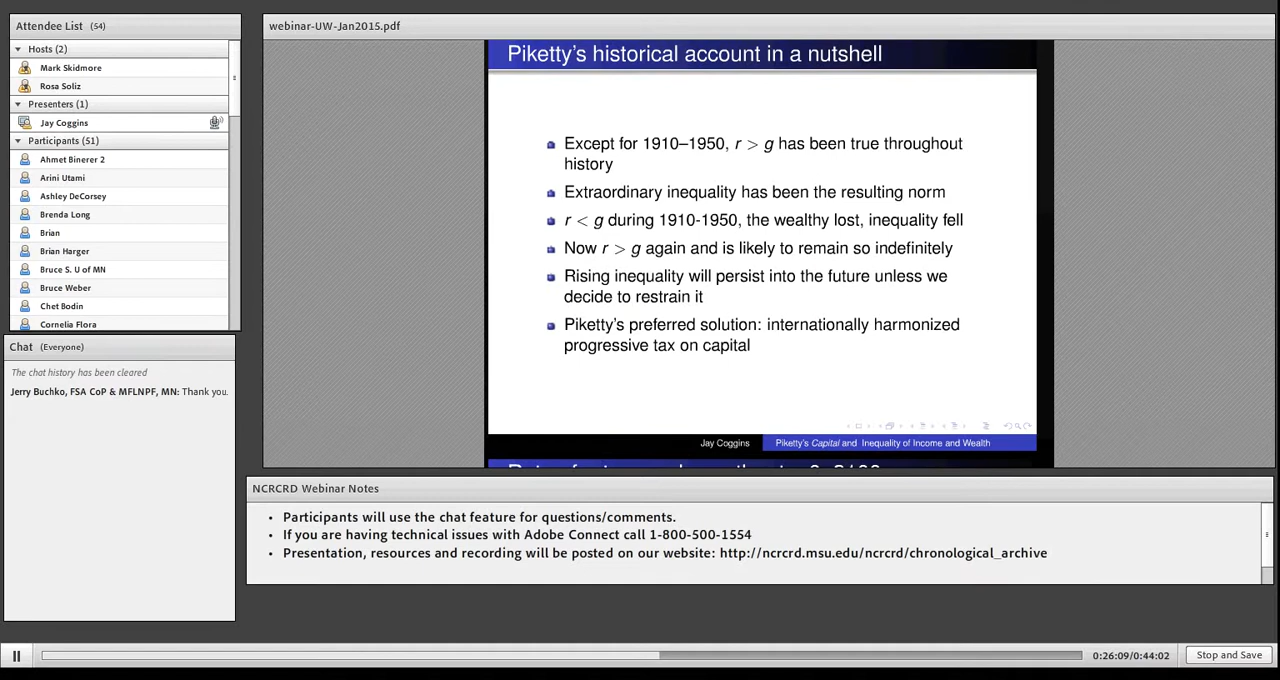 Attendee List (54)
Hosts (2)
Mark Skidmore
Rosa Soliz
Presenters (1)
Jay Coggins
Participants (51)
Ahmet Binerer 2
Arini Utami
Ashley DeCorsey
Brenda Long
Brian
Brian Harger
Bruce S. U of MN
Bruce Weber
Chet Bodin
Cornelia Flora
Chat (Everyone)
The chat history has been cleared
Jerry Buchko, FSA CoP & MFLNPF, MN: Thank you.
webinar-UW-Jan2015.pdf
Piketty's historical account in a nutshell
Except for 1910–1950, r > g has been true throughout
history
Extraordinary inequality has been the resulting norm
r < g during 1910-1950, the wealthy lost, inequality fell
Now r > g again and is likely to remain so indefinitely
Rising inequality will persist into the future unless we
decide to restrain it
Piketty's preferred solution: internationally harmonized
progressive tax on capital
Jay Coggins
Piketty's Capital and Inequality of Income and Wealth
NCRCRD Webinar Notes
• Participants will use the chat feature for questions/comments.
• If you are having technical issues with Adobe Connect call 1-800-500-1554
• Presentation, resources and recording will be posted on our website: http://ncrcrd.msu.edu/ncrcrd/chronological_archive
0:26:09/0:44:02
Stop and Save